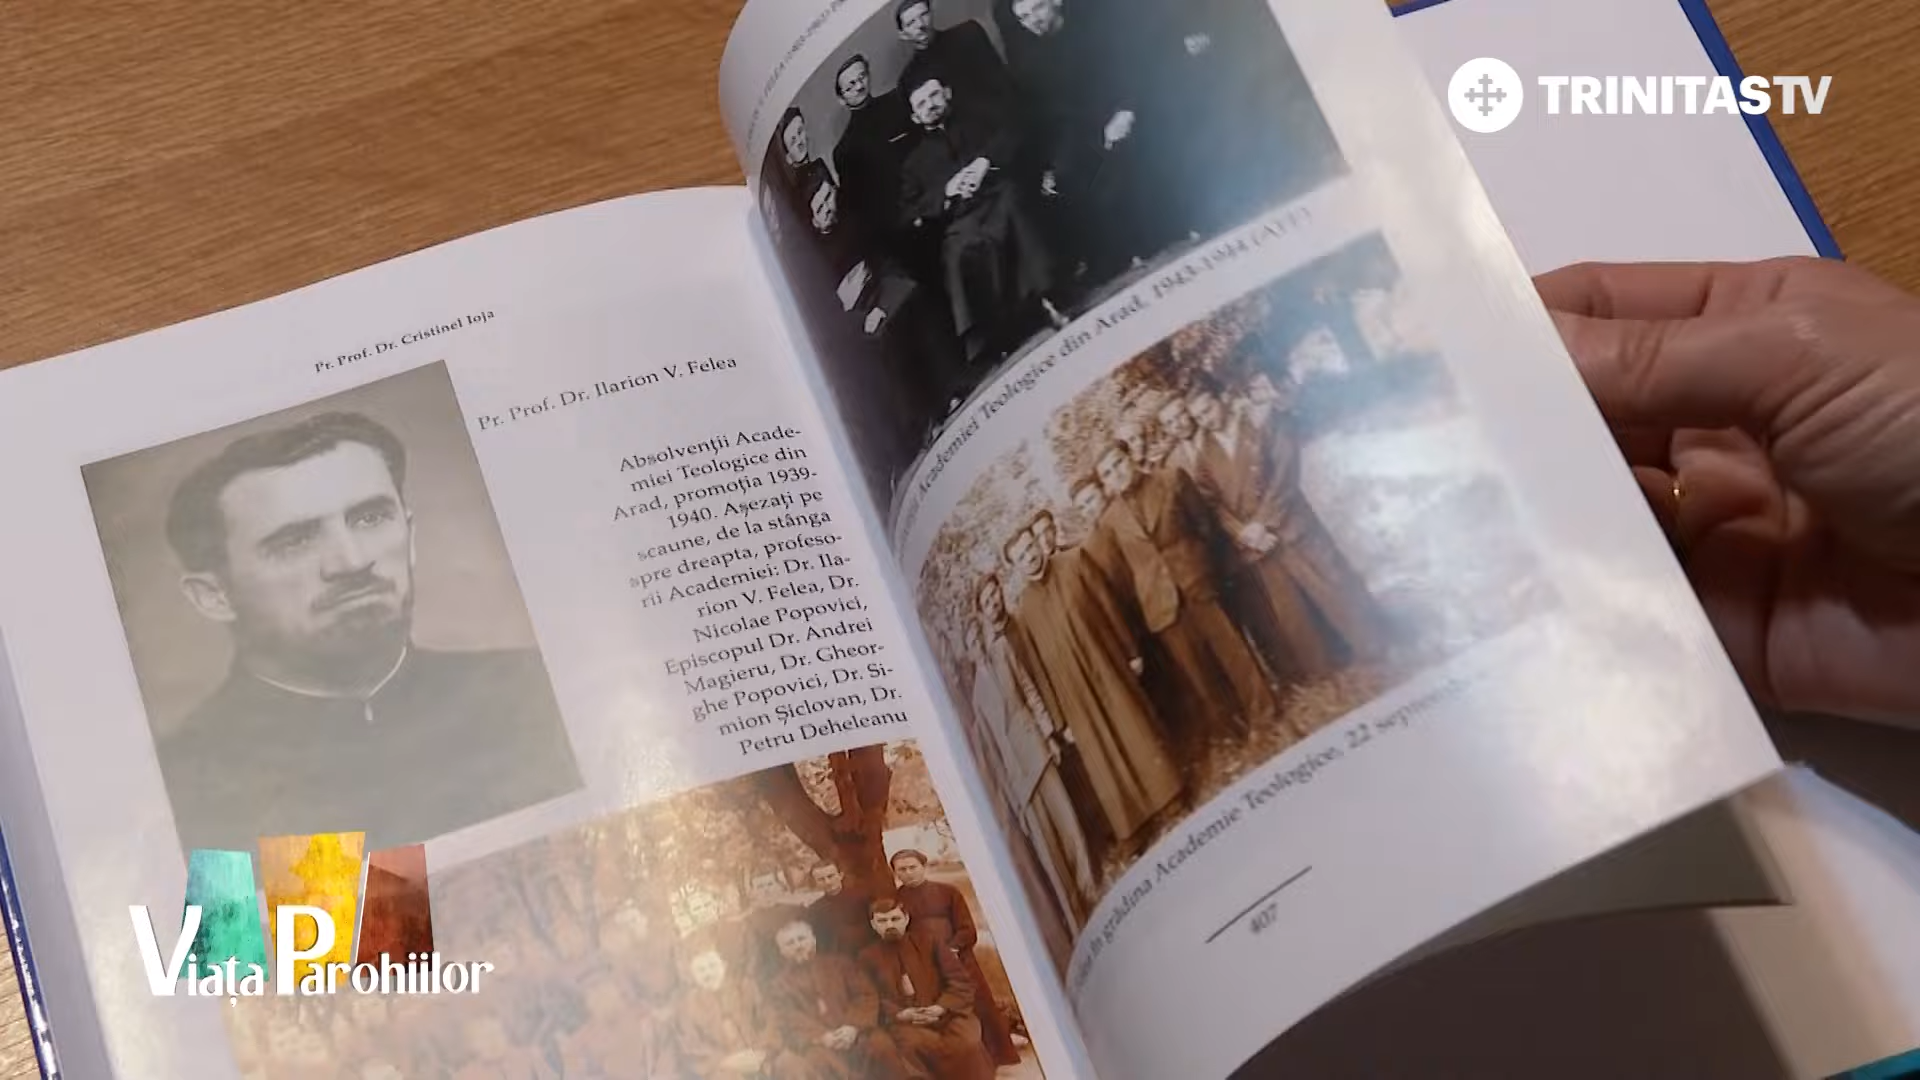 TRINITAS TV
Pr. Prof. Dr. Cristinel Ioja
Pr. Prof. Dr. Ilarion V. Felea
Absolvenții Acade-
miei Teologice din
Arad, promoția 1939-
1940. Așezați pe
scaune, de la stânga
spre dreapta, profeso-
rii Academiei: Dr. Ila-
rion V. Felea, Dr.
Nicolae Popovici,
Episcopul Dr. Andrei
Magieru, Dr. Gheor-
ghe Popovici, Dr. Si-
mion Șiclovan, Dr.
Petru Deheleanu
Academiei Teologice din Arad, 1943-1944
în grădina Academie Teologice, 22
407
Viața Parohiilor